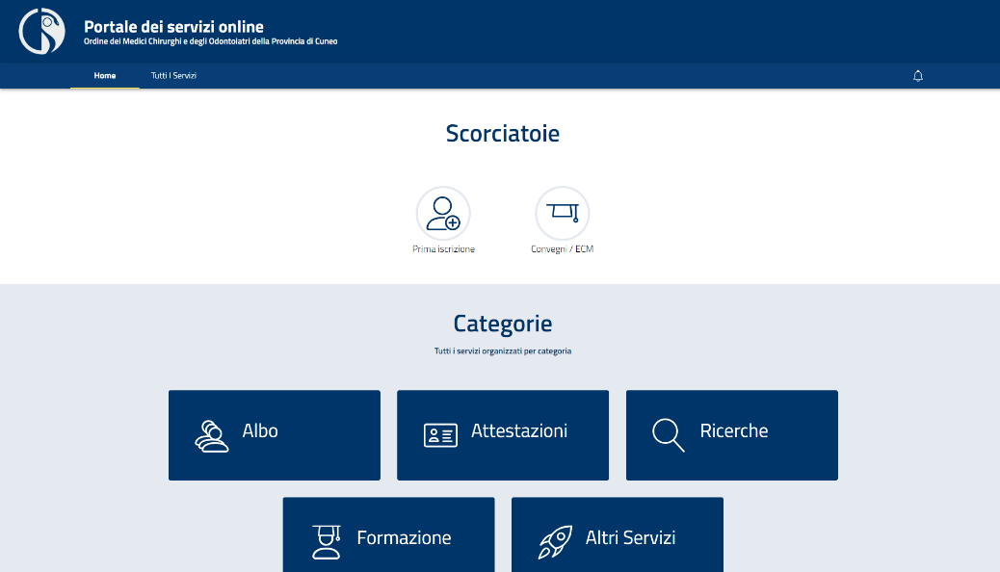 Portale dei servizi online
Ordine dei Medici Chirurghi e degli Odontoiatri della Provincia di Cuneo
Home
Tutti I Servizi
Scorciatoie
Prima iscrizione
Convegni / ECM
Categorie
Tutti i servizi organizzati per categoria
Albo
Attestazioni
Ricerche
Formazione
Altri Servizi